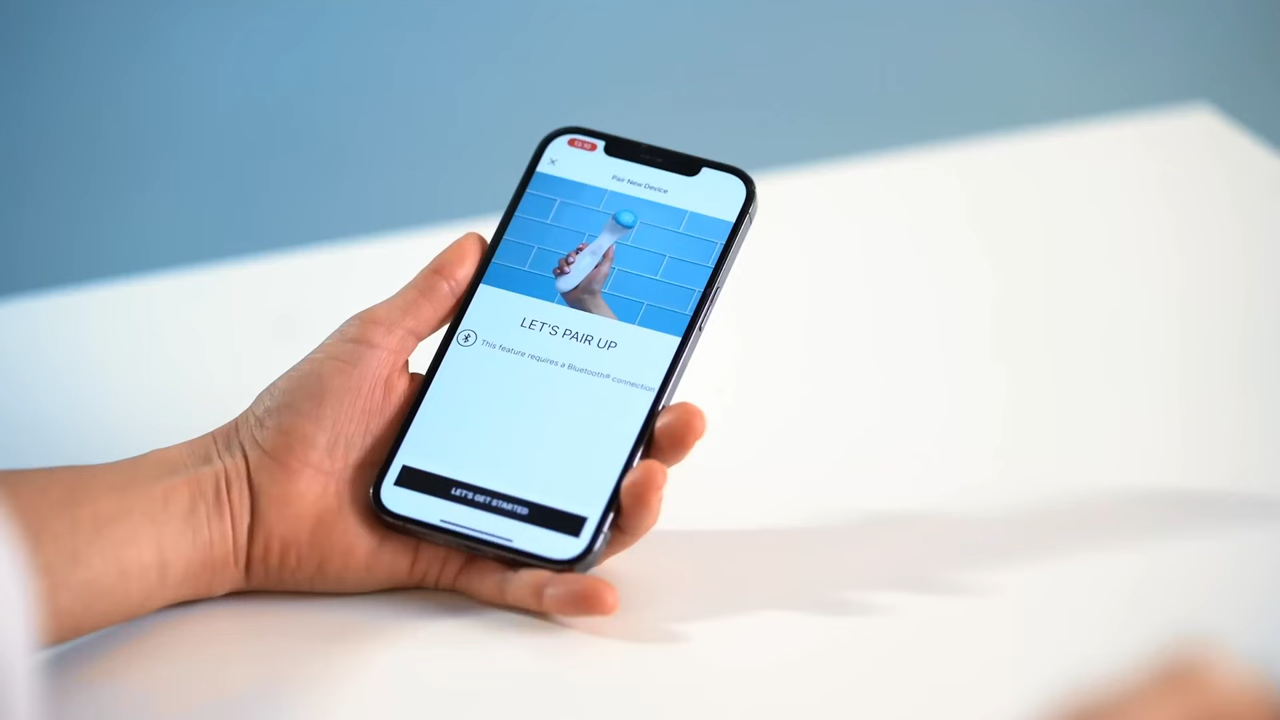 Pair New Device
LET'S PAIR UP
This feature requires a Bluetooth® connection
LET'S GET STARTED